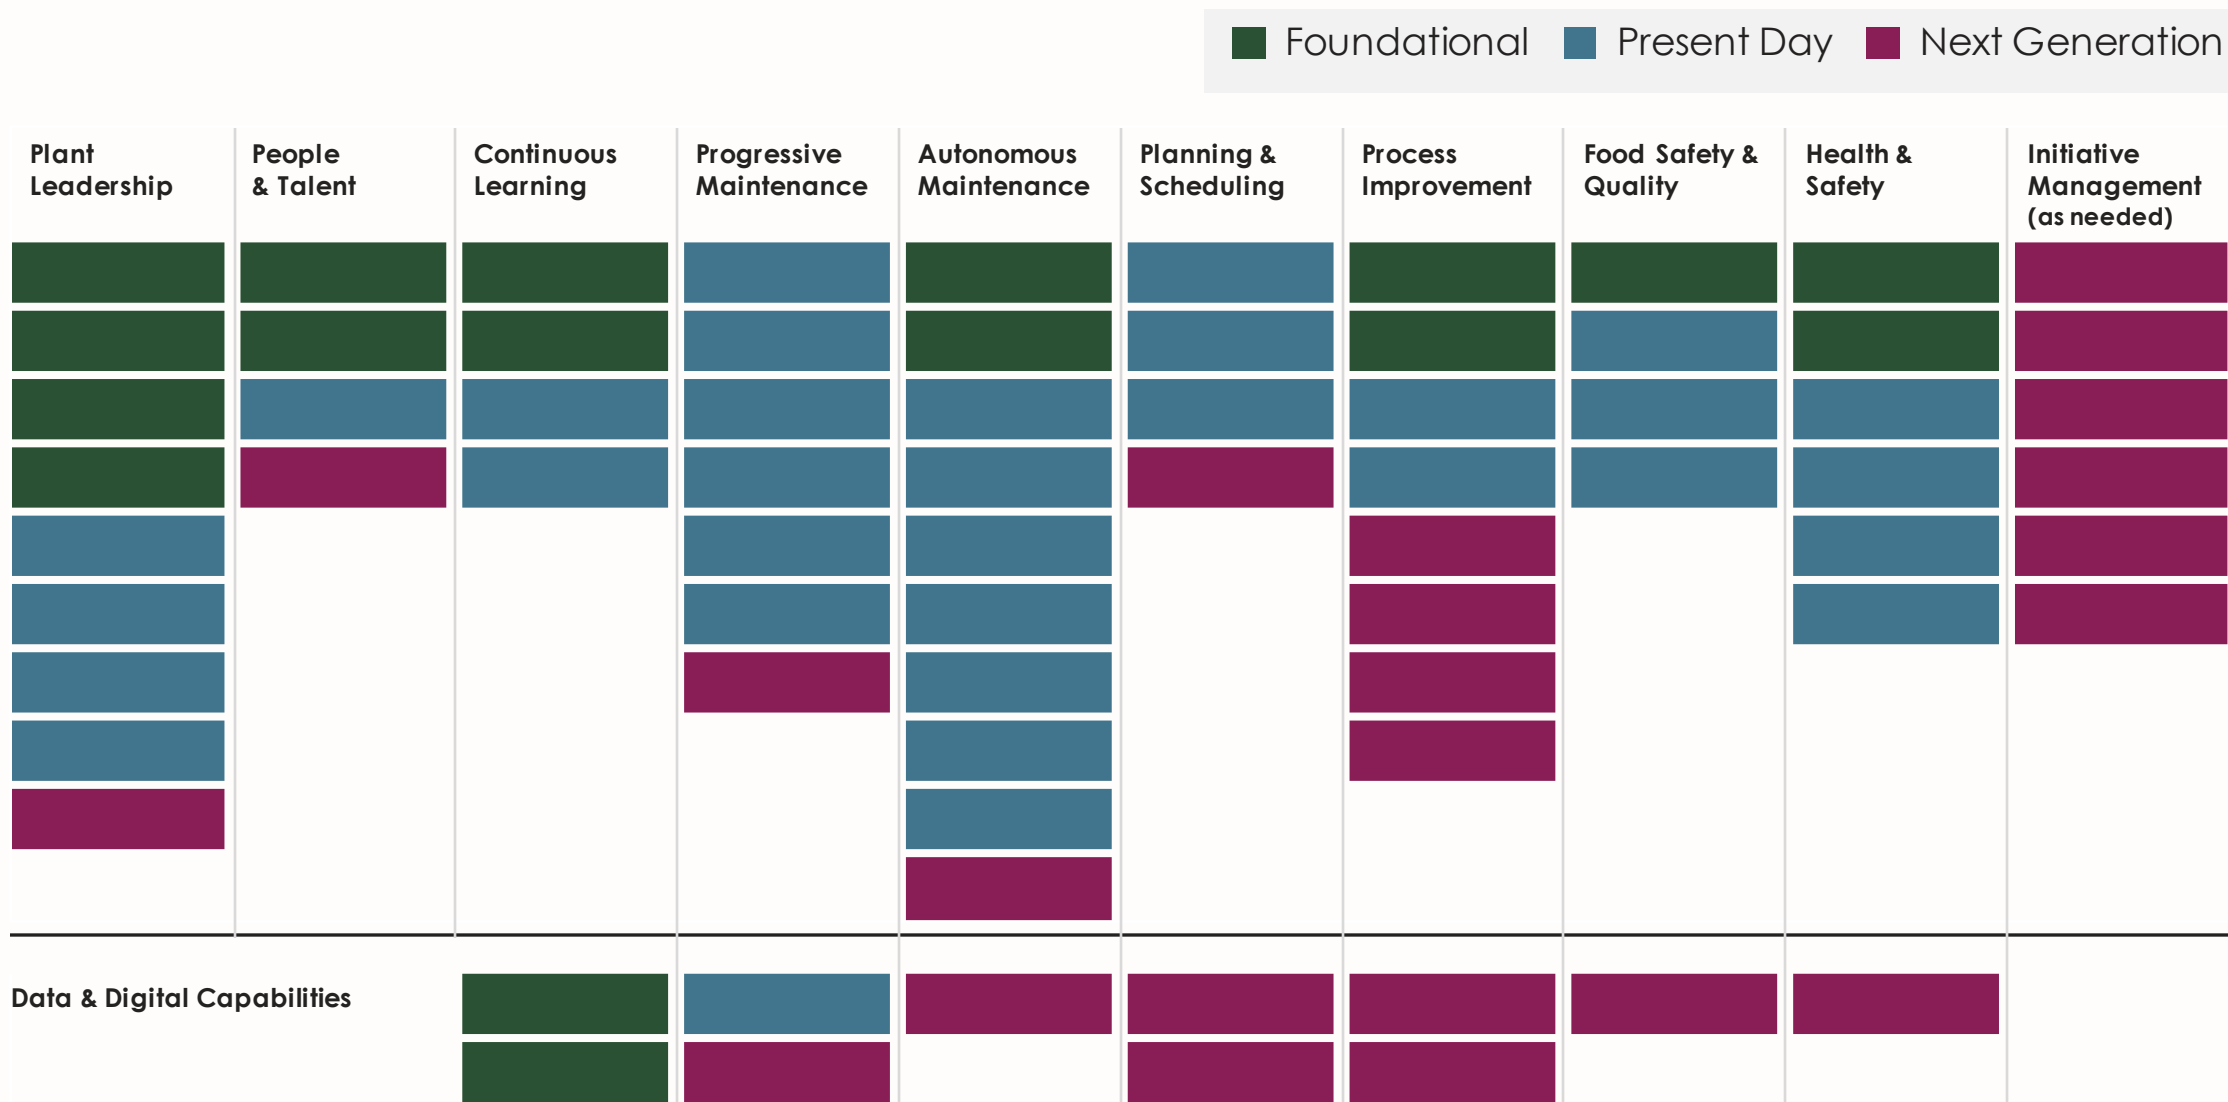 Foundational Present Day Next Generation
Plant
Leadership
People
& Talent
Continuous
Learning
Progressive
Maintenance
Autonomous
Maintenance
Planning &
Scheduling
Process
Improvement
Food Safety &
Quality
Health &
Safety
Initiative
Management
(as needed)
Data & Digital Capabilities